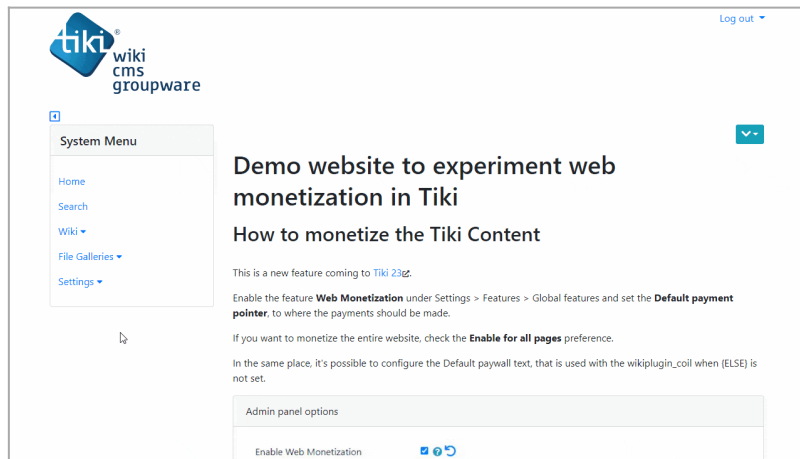 Log out
tiki®
wiki
cms
groupware
System Menu
Home
Search
Wiki
File Galleries
Settings
Demo website to experiment web
monetization in Tiki
How to monetize the Tiki Content
This is a new feature coming to Tiki 23.
Enable the feature Web Monetization under Settings > Features > Global features and set the Default payment
pointer, to where the payments should be made.
If you want to monetize the entire website, check the Enable for all pages preference.
In the same place, it's possible to configure the Default paywall text, that is used with the wikiplugin_coil when {ELSE} is
not set.
Admin panel options
Enable Web Monetization